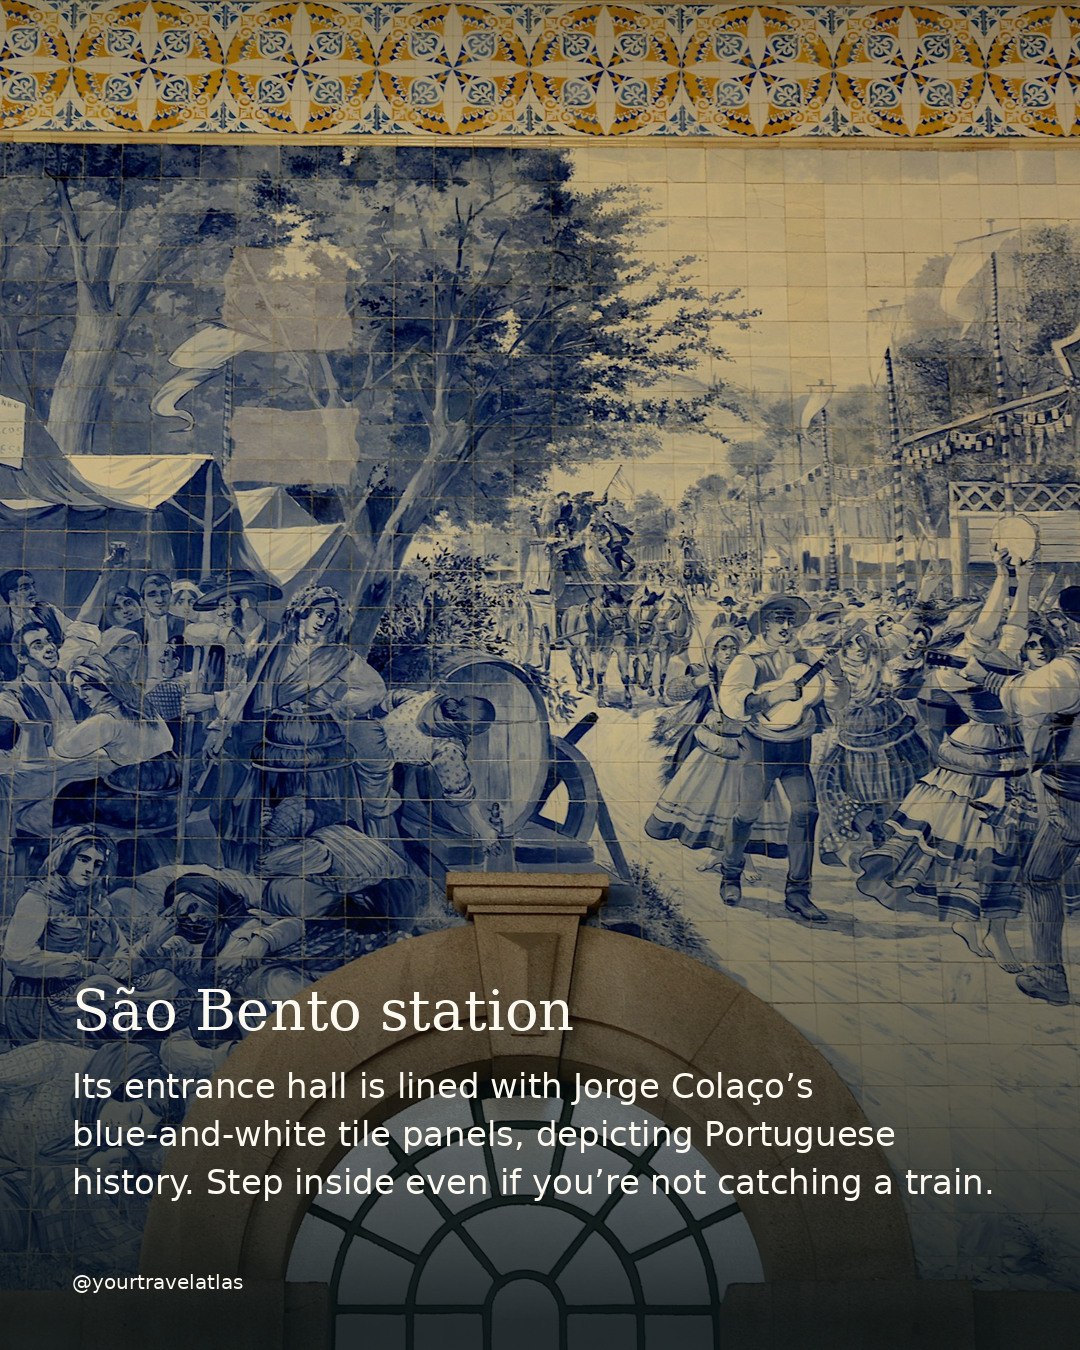 São Bento station
Its entrance hall is lined with Jorge Colaço’s
blue-and-white tile panels, depicting Portuguese
history. Step inside even if you’re not catching a train.
@yourtravelatlas